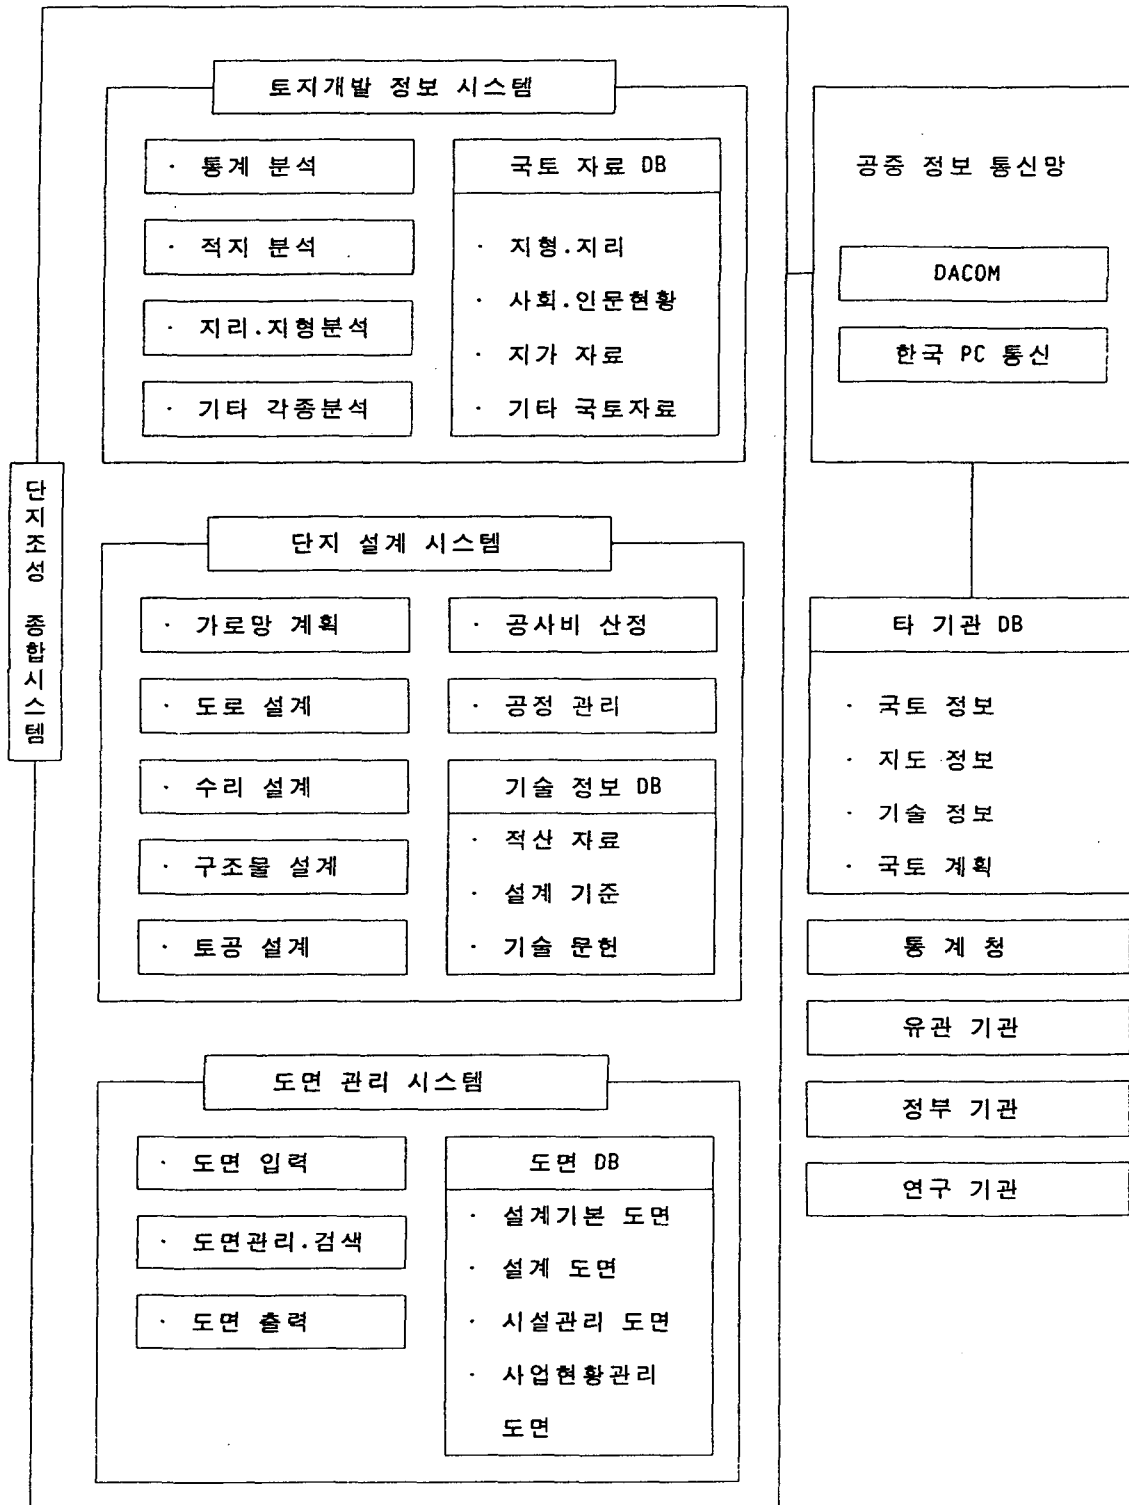 단지조성 종합시스템
토지개발 정보 시스템
· 통계 분석
· 적지 분석
· 지리.지형분석
· 기타 각종분석
국토 자료 DB
· 지형.지리
· 사회.인문현황
· 지가 자료
· 기타 국토자료
단지 설계 시스템
· 가로망 계획
· 도로 설계
· 수리 설계
· 구조물 설계
· 토공 설계
· 공사비 산정
· 공정 관리
기술 정보 DB
· 적산 자료
· 설계 기준
· 기술 문헌
도면 관리 시스템
· 도면 입력
· 도면관리.검색
· 도면 출력
도면 DB
· 설계기본 도면
· 설계 도면
· 시설관리 도면
· 사업현황관리
도면
공중 정보 통신망
DACOM
한국 PC 통신
타 기관 DB
· 국토 정보
· 지도 정보
· 기술 정보
· 국토 계획
통 계 청
유관 기관
정부 기관
연구 기관